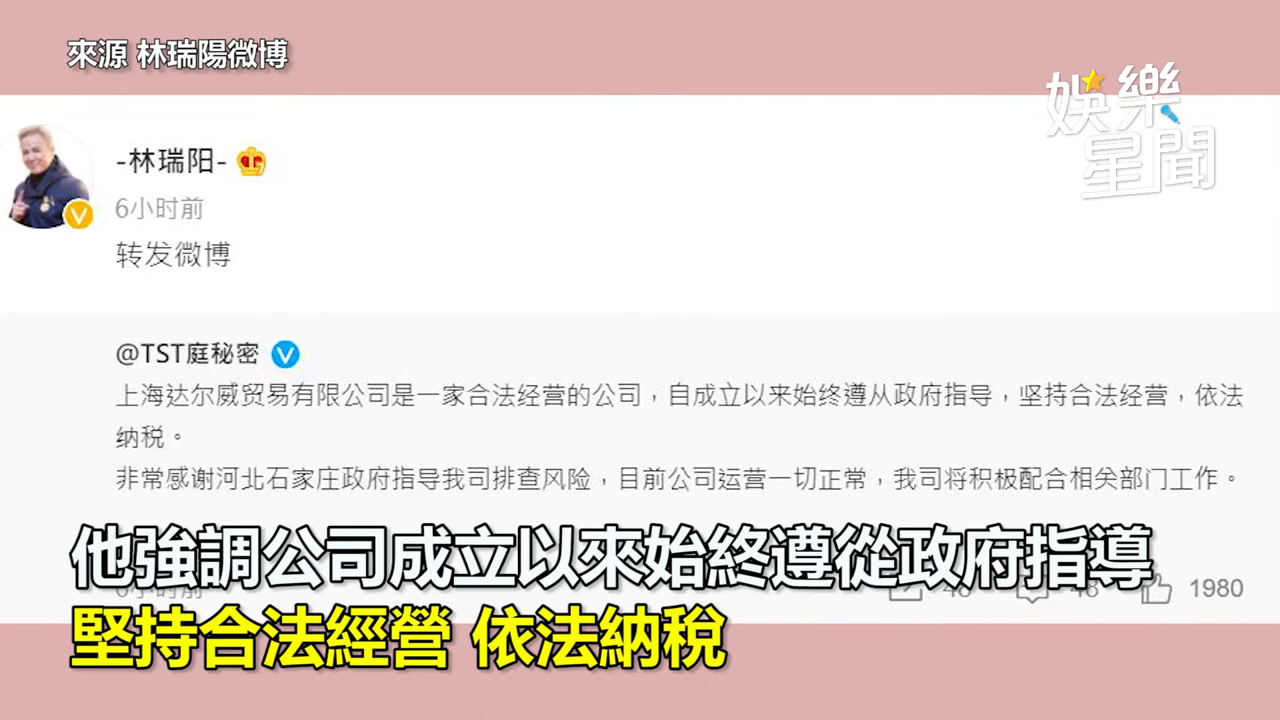 來源 林瑞陽微博
娛樂
星聞
-林瑞阳-
6小时前
转发微博
@TST庭秘密
上海达尔威贸易有限公司是一家合法经营的公司，自成立以来始终遵从政府指导，坚持合法经营，依法
纳税。
非常感谢河北石家庄政府指导我司排查风险，目前公司运营一切正常，我司将积极配合相关部门工作。
他強調公司成立以來始終遵從政府指導
1980
堅持合法經營 依法納稅